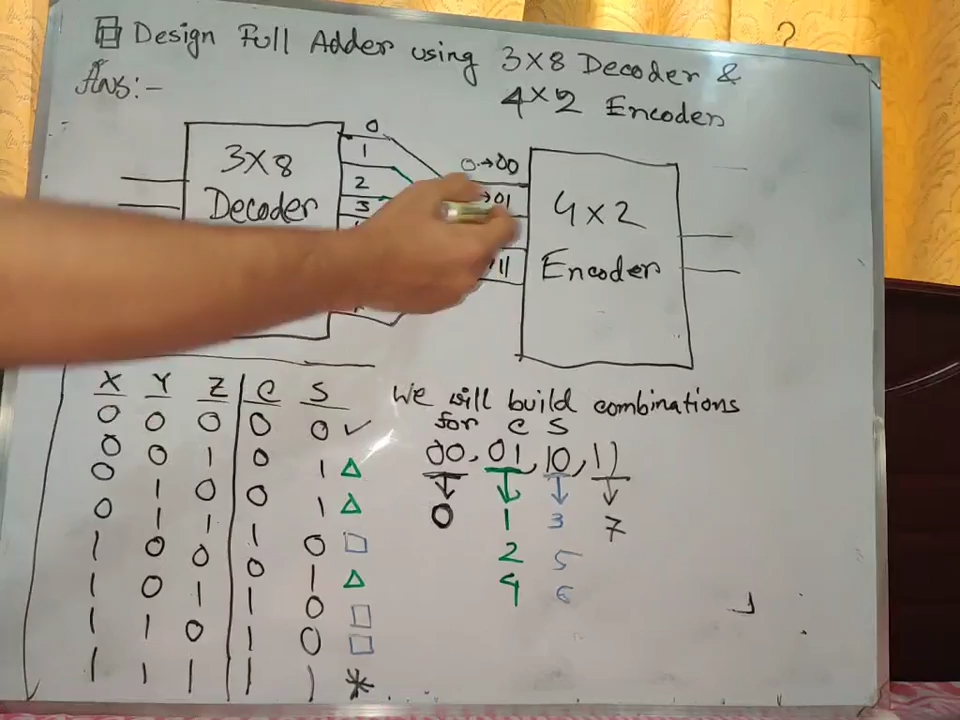 Design Full Adder using 3X8 Decoder &
4X2 Encoder
Ans:-
3X8
Decoder
0
1
2
3
0→00
→01
11
4X2
Encoder
X Y Z C S
0 0 0 0 0 ✓
0 0 1 0 1 △
0 1 0 0 1 △
0 1 1 1 0 □
1 0 0 0 1 △
1 0 1 1 0 □
1 1 0 1 0 □
1 1 1 1 1 *
We will build combinations
for C S
00, 01, 10, 11
0 1 3 7
2 5
4 6